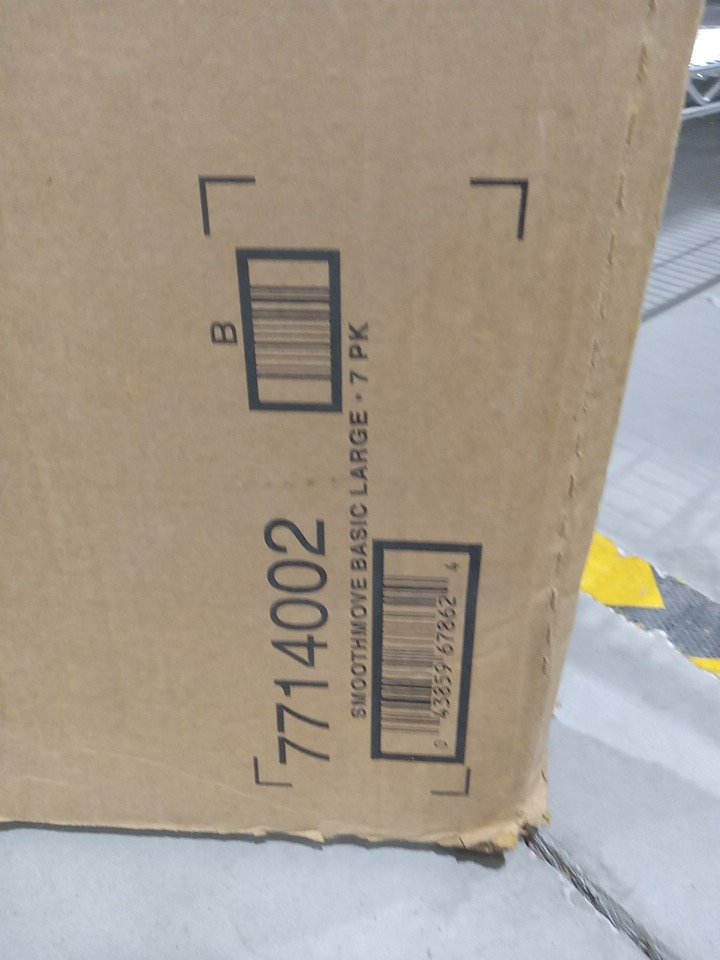 B
7714002
SMOOTHMOVE BASIC LARGE · 7 PK
0 43859 67862 4